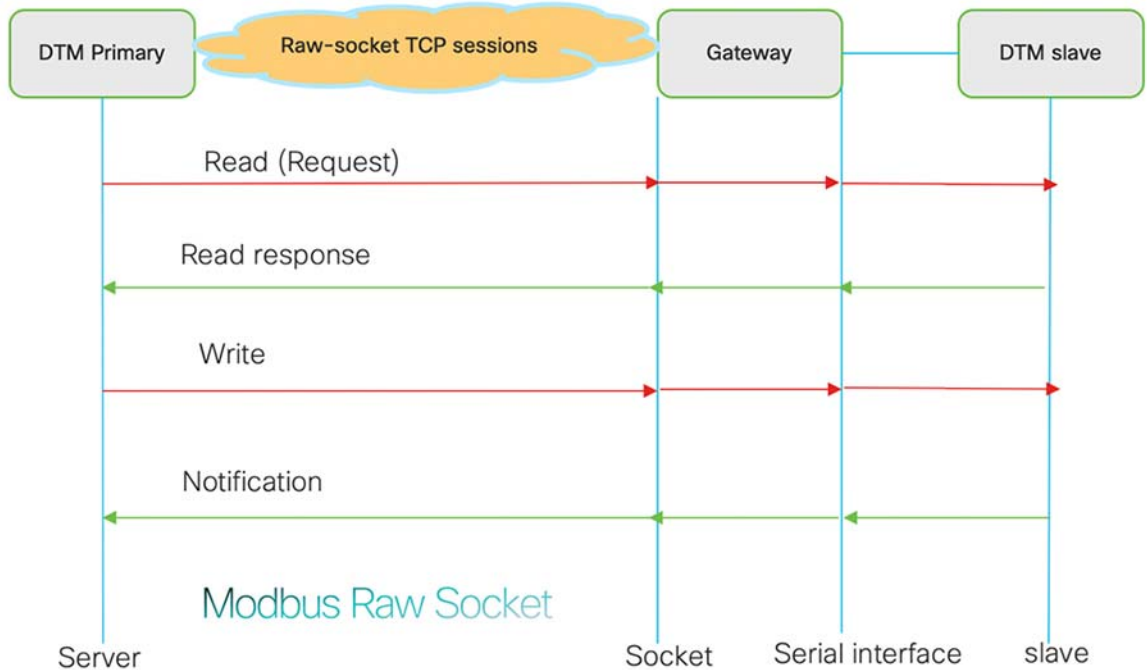 DTM Primary
Raw-socket TCP sessions
Gateway
DTM slave
Read (Request)
Read response
Write
Notification
Modbus Raw Socket
Server
Socket
Serial interface
slave